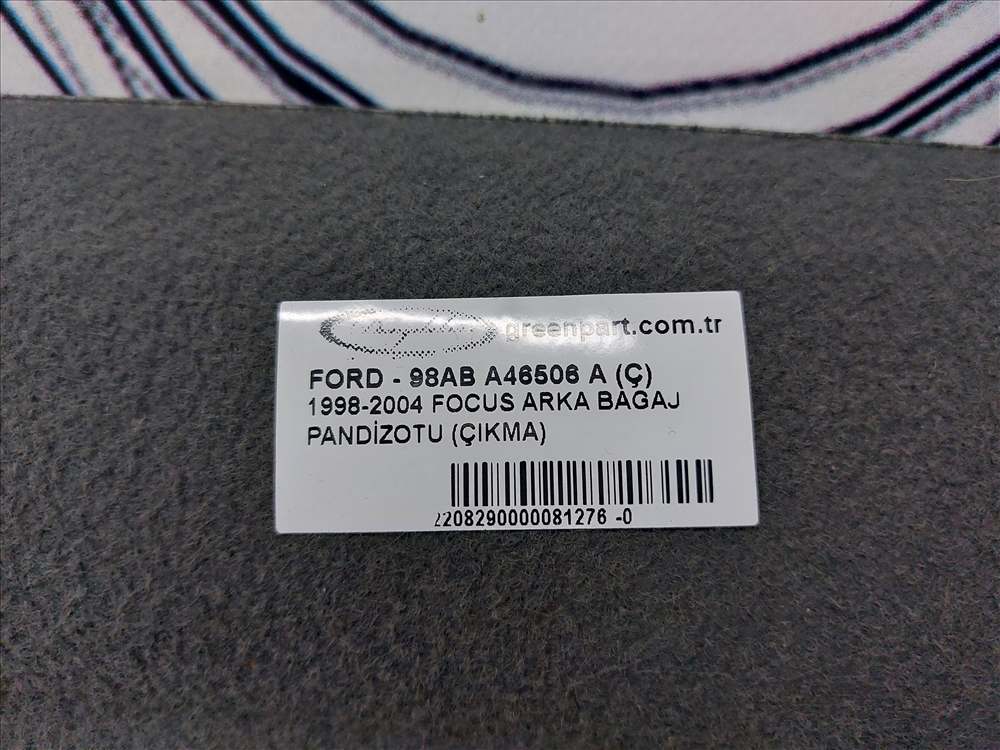 greenpart.com.tr
FORD - 98AB A46506 A (Ç)
1998-2004 FOCUS ARKA BAGAJ
PANDİZOTU (ÇIKMA)
2208290000081276 -0